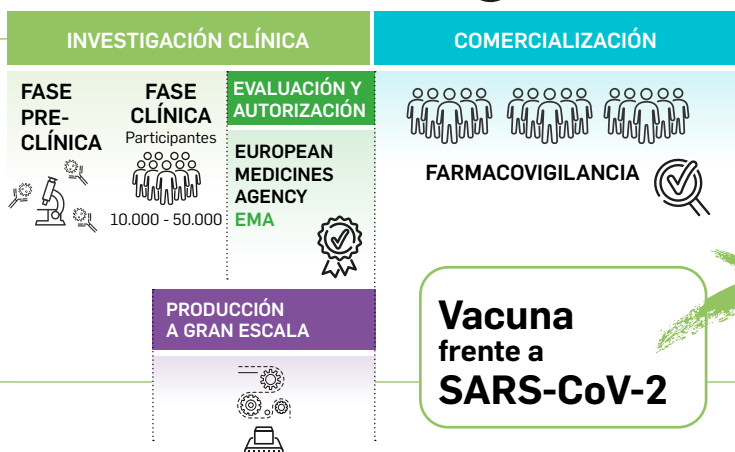 INVESTIGACIÓN CLÍNICA
COMERCIALIZACIÓN
FASE
PRE-
CLÍNICA
FASE
CLÍNICA
Participantes
10.000 - 50.000
EVALUACIÓN Y
AUTORIZACIÓN
EUROPEAN
MEDICINES
AGENCY
EMA
FARMACOVIGILANCIA
PRODUCCIÓN
A GRAN ESCALA
Vacuna
frente a
SARS-CoV-2